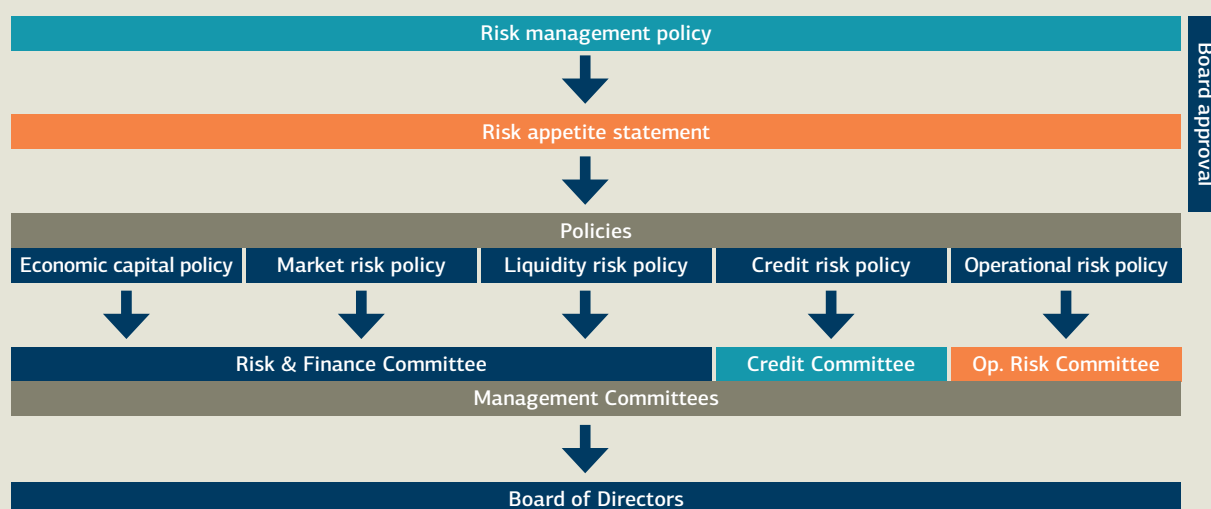 Risk management policy
Board approval
Risk appetite statement
Policies
Economic capital policy
Market risk policy
Liquidity risk policy
Credit risk policy
Operational risk policy
Risk & Finance Committee
Credit Committee
Op. Risk Committee
Management Committees
Board of Directors